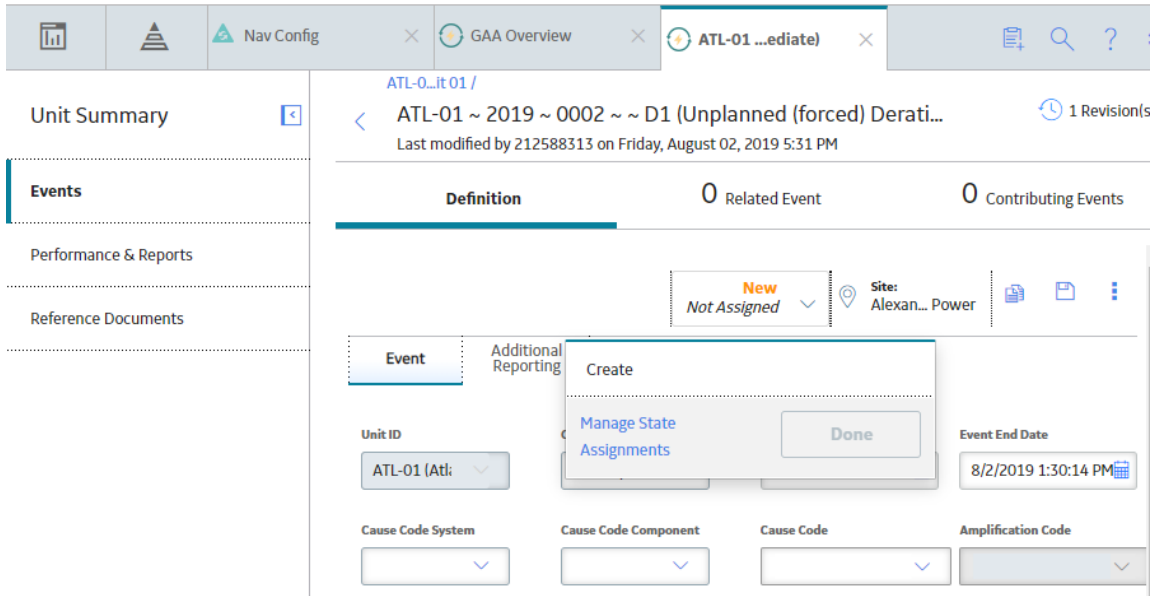 Nav Config
GAA Overview
ATL-01 ...ediate)
ATL-0...it 01 /
Unit Summary
ATL-01 ~ 2019 ~ 0002 ~ ~ D1 (Unplanned (forced) Derati...
1 Revision(s
Last modified by 212588313 on Friday, August 02, 2019 5:31 PM
Events
Definition
0 Related Event
0 Contributing Events
Performance & Reports
Reference Documents
New
Not Assigned
Site:
Alexan... Power
Event
Additional
Reporting
Create
Manage State
Assignments
Done
Unit ID
Event End Date
ATL-01 (Atla
8/2/2019 1:30:14 PM
Cause Code System
Cause Code Component
Cause Code
Amplification Code